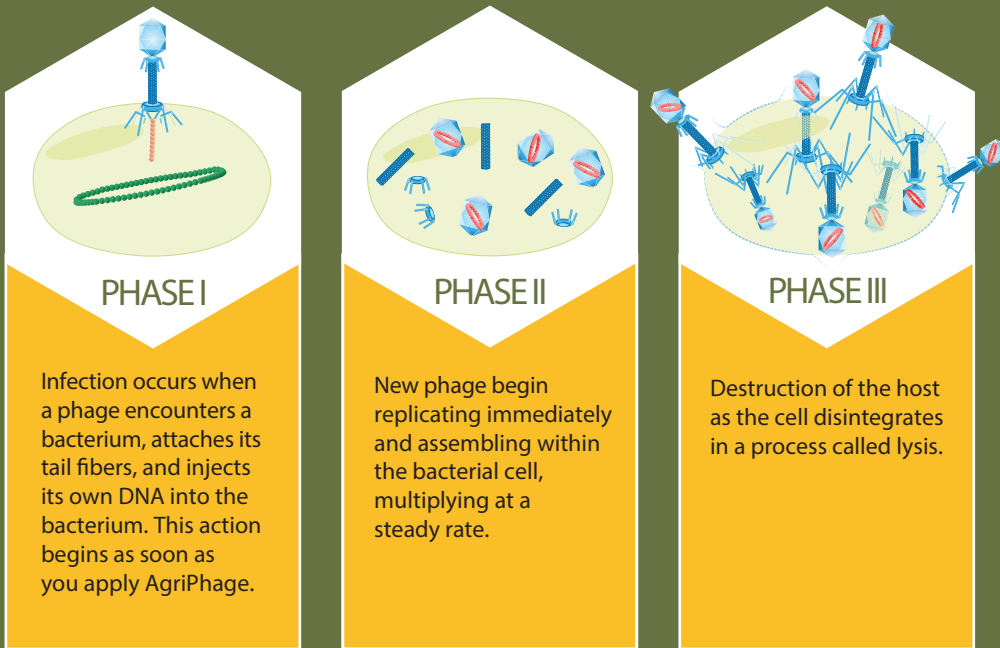 PHASE I
Infection occurs when
a phage encounters a
bacterium, attaches its
tail fibers, and injects
its own DNA into the
bacterium. This action
begins as soon as
you apply AgriPhage.
PHASE II
New phage begin
replicating immediately
and assembling within
the bacterial cell,
multiplying at a
steady rate.
PHASE III
Destruction of the host
as the cell disintegrates
in a process called lysis.